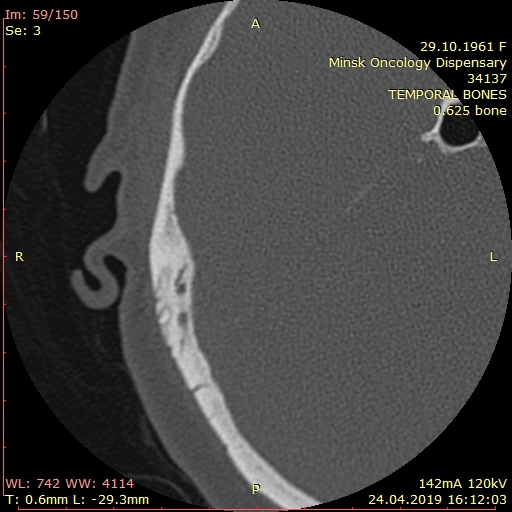 Im: 59/150
Se: 3
A
29.10.1961 F
Minsk Oncology Dispensary
34137
TEMPORAL BONES
0.625 bone
R
L
WL: 742 WW: 4114
T: 0.6mm L: -29.3mm
P
142mA 120kV
24.04.2019 16:12:03